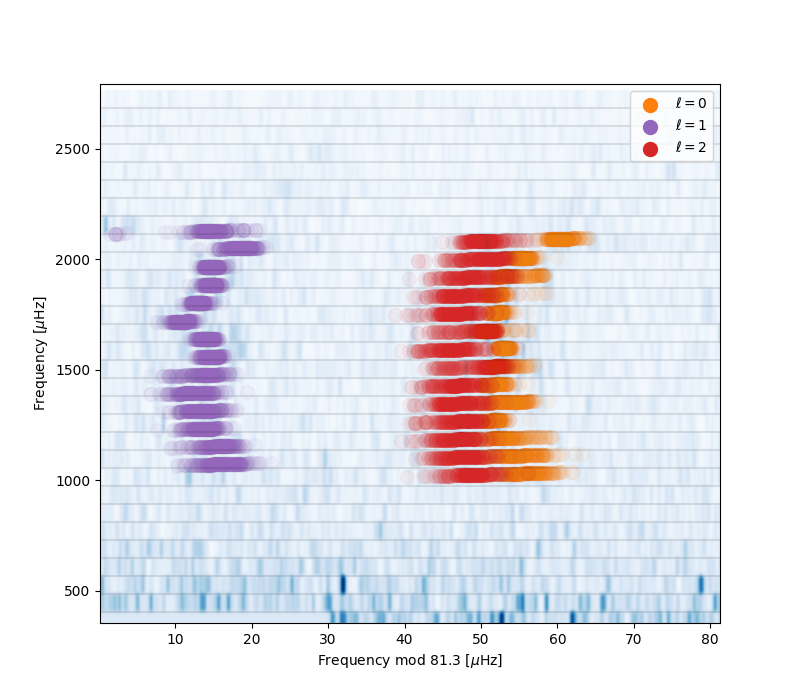 ℓ = 0
ℓ = 1
ℓ = 2
2500
2000
1500
1000
500
Frequency [μHz]
10 20 30 40 50 60 70 80
Frequency mod 81.3 [μHz]